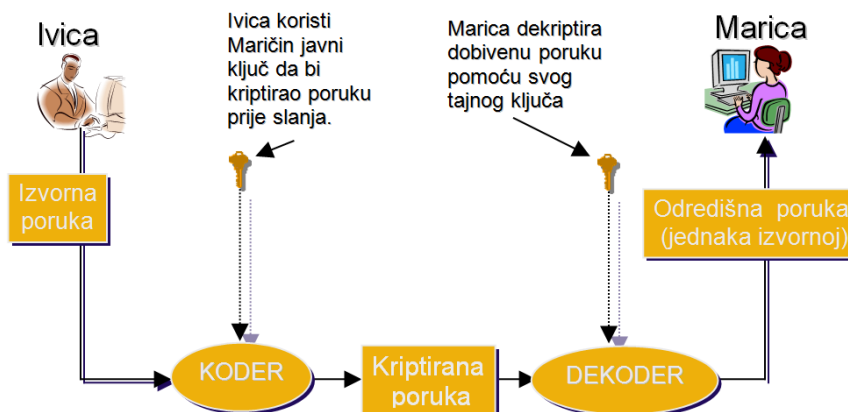 Ivica
Ivica koristi
Maričin javni
ključ da bi
kriptirao poruku
prije slanja.
Marica dekriptira
dobivenu poruku
pomoću svog
tajnog ključa
Marica
Izvorna
poruka
Odredišna poruka
(jednaka izvornoj)
KODER
Kriptirana
poruka
DEKODER